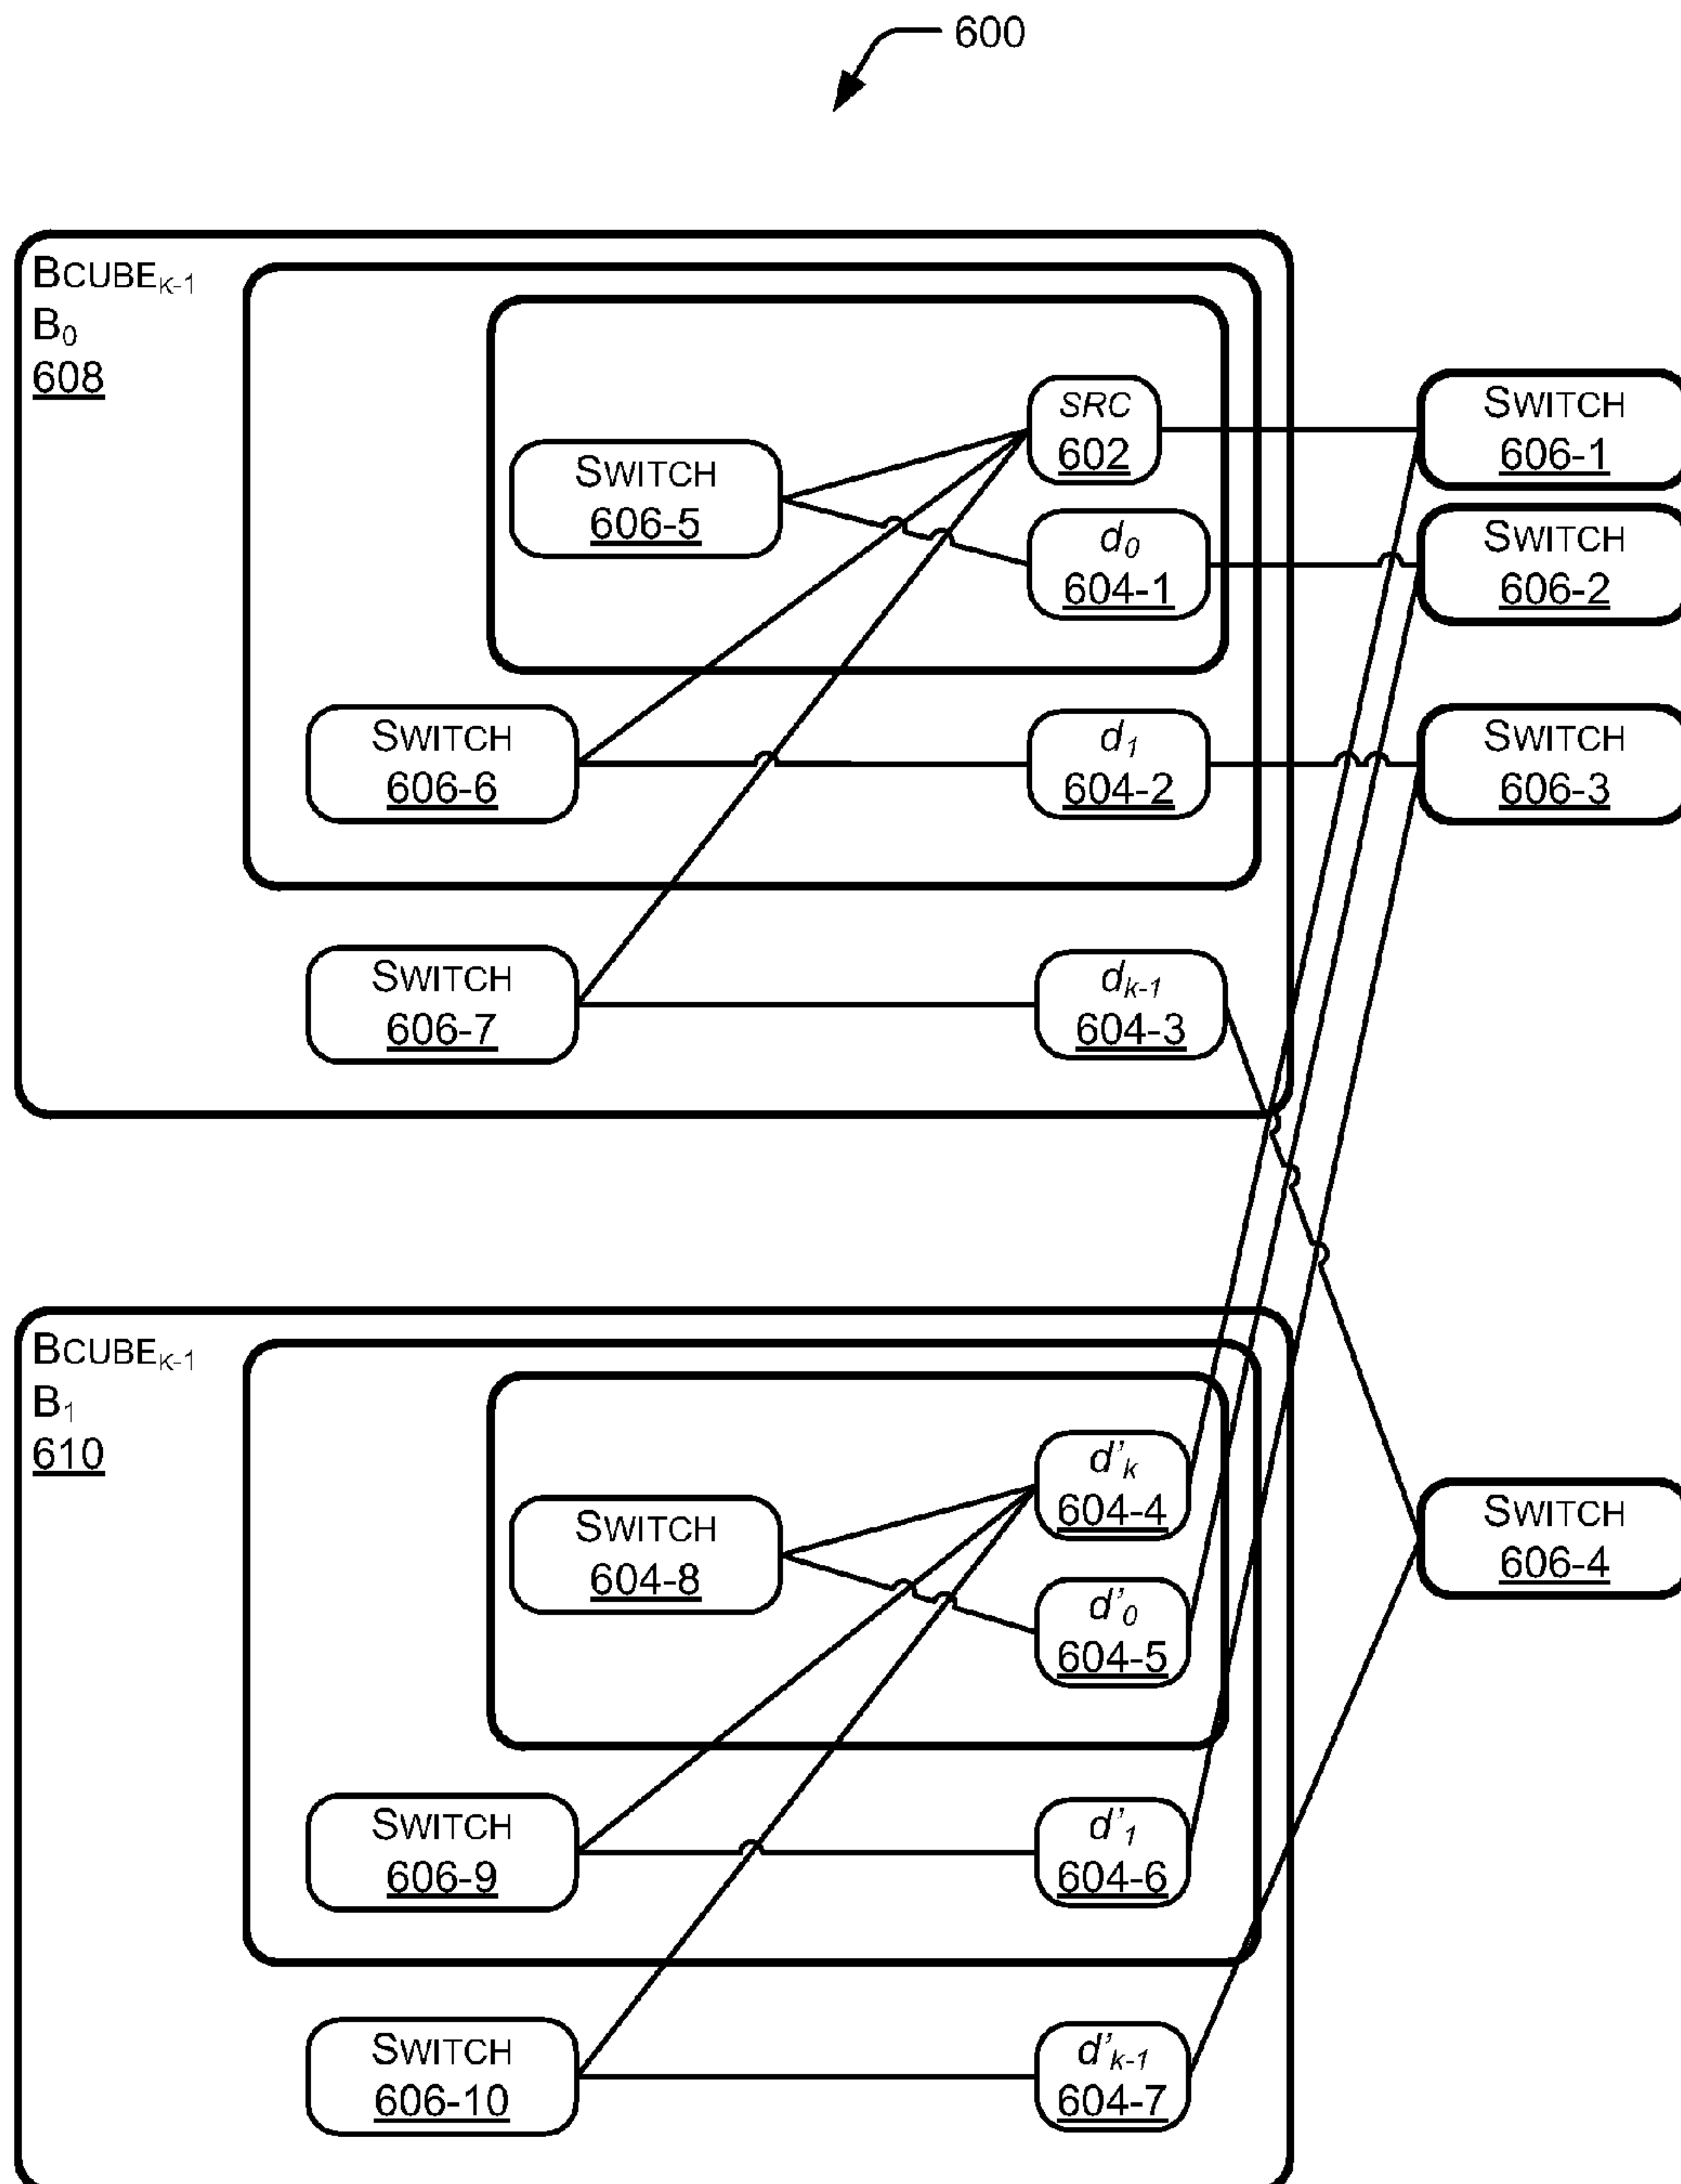 600
BCUBEK-1
B0
608
SRC
602
SWITCH
606-1
SWITCH
606-5
d0
604-1
SWITCH
606-2
SWITCH
606-6
d1
604-2
SWITCH
606-3
SWITCH
606-7
dk-1
604-3
BCUBEK-1
B1
610
d'k
604-4
SWITCH
604-8
d'0
604-5
SWITCH
606-4
SWITCH
606-9
d'1
604-6
SWITCH
606-10
d'k-1
604-7